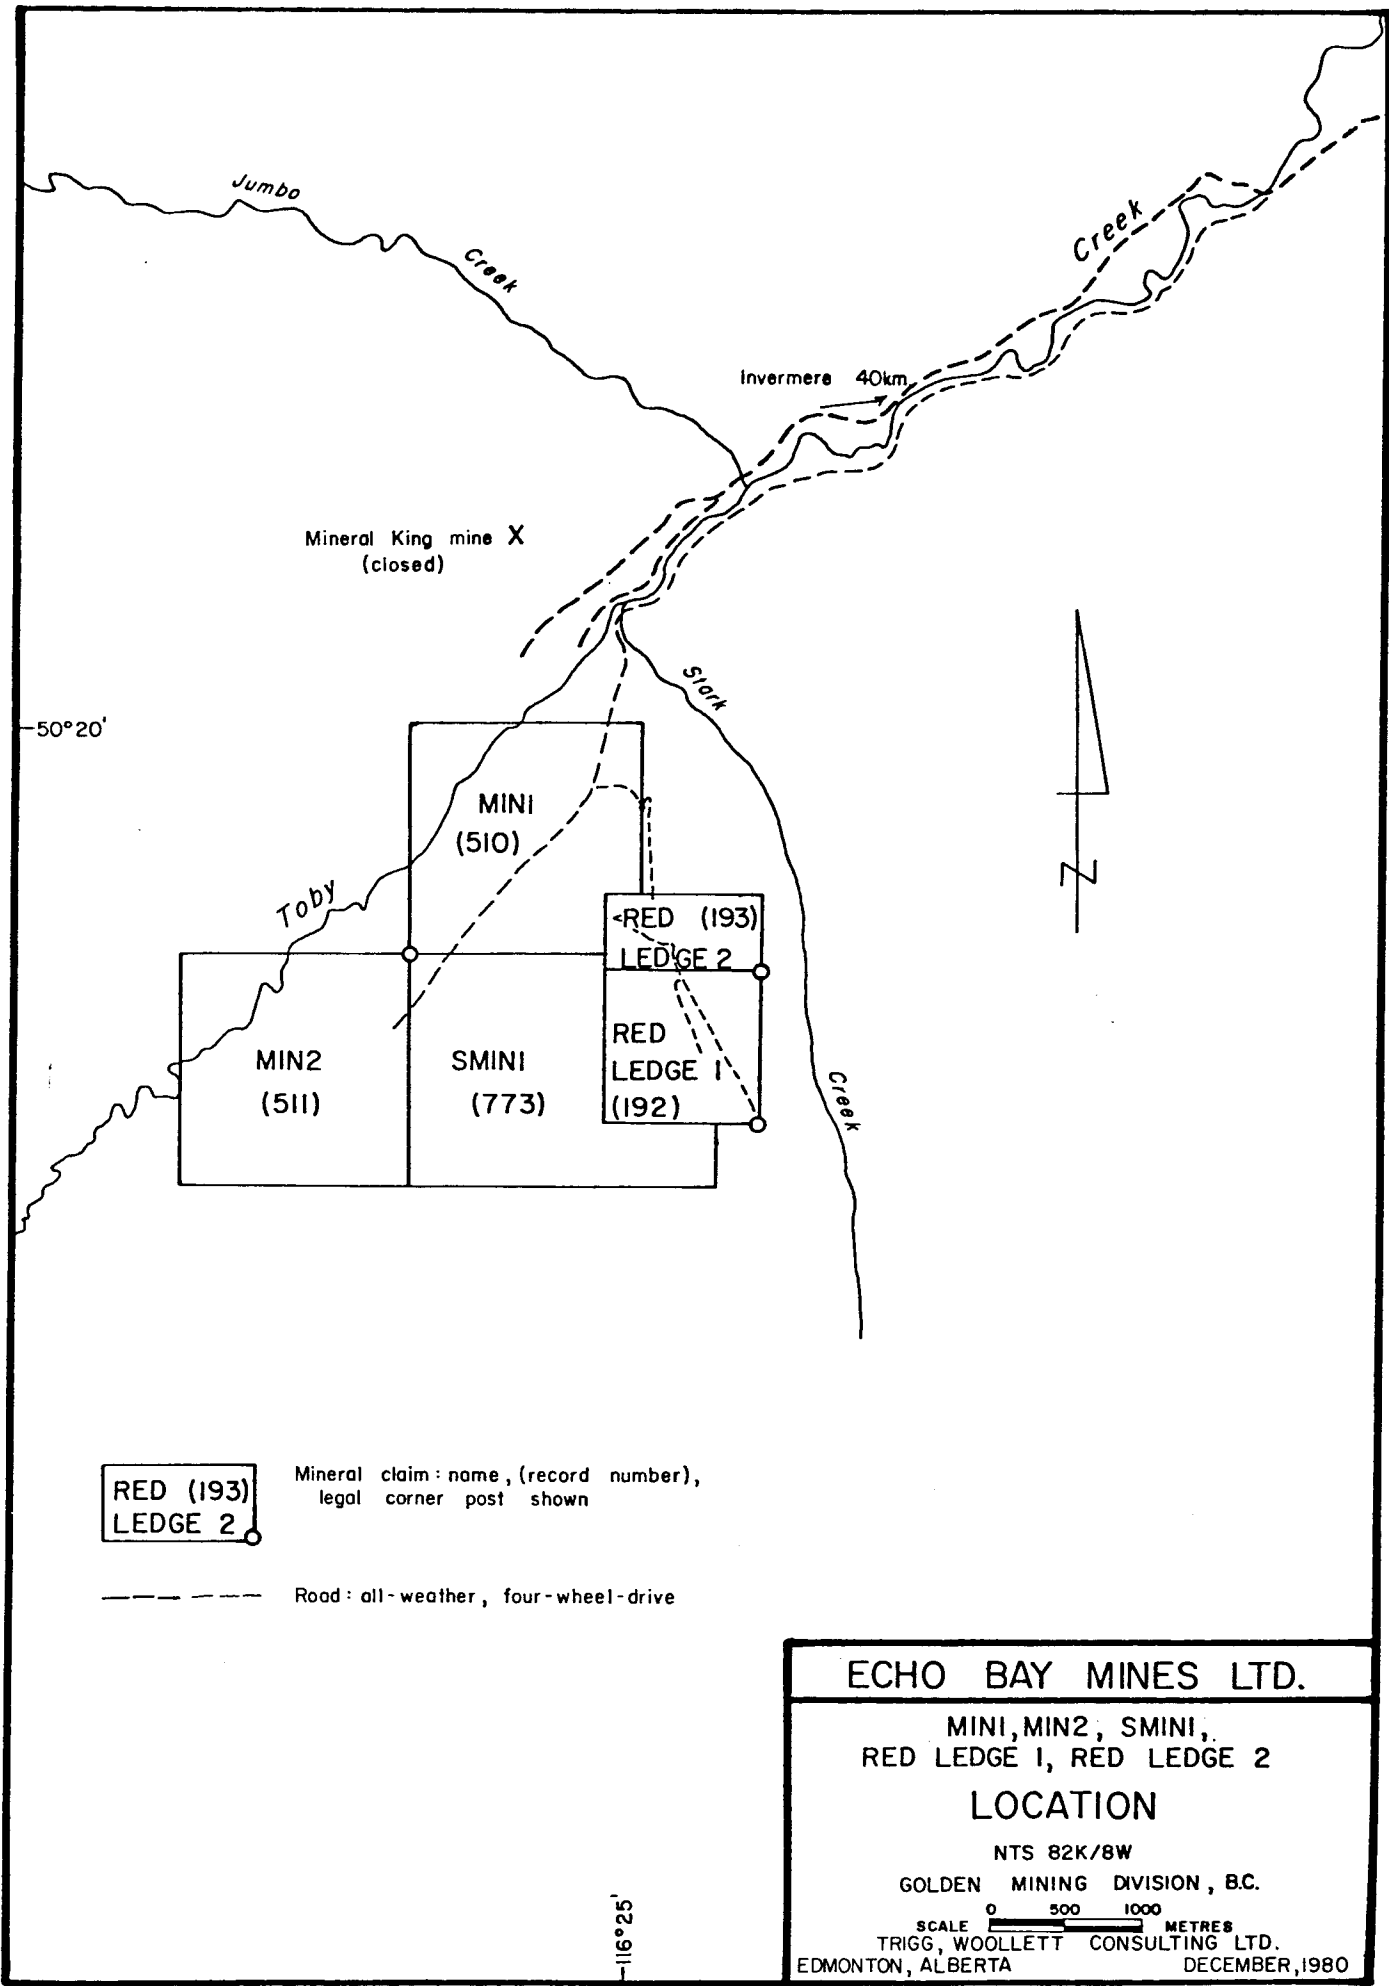 Jumbo
Creek
Creek
Invermere 40km
Mineral King mine X
(closed)
Stark
50°20'
MIN1
(510)
Toby
RED (193)
LEDGE 2
MIN2
(511)
SMIN1
(773)
RED
LEDGE 1
(192)
Creek
N
RED (193)
LEDGE 2
Mineral claim: name, (record number),
legal corner post shown
Road: all-weather, four-wheel-drive
116°25'
ECHO BAY MINES LTD.
MIN1, MIN2, SMIN1,
RED LEDGE 1, RED LEDGE 2
LOCATION
NTS 82K/8W
GOLDEN MINING DIVISION, B.C.
0 500 1000
SCALE METRES
TRIGG, WOOLLETT CONSULTING LTD.
EDMONTON, ALBERTA DECEMBER, 1980